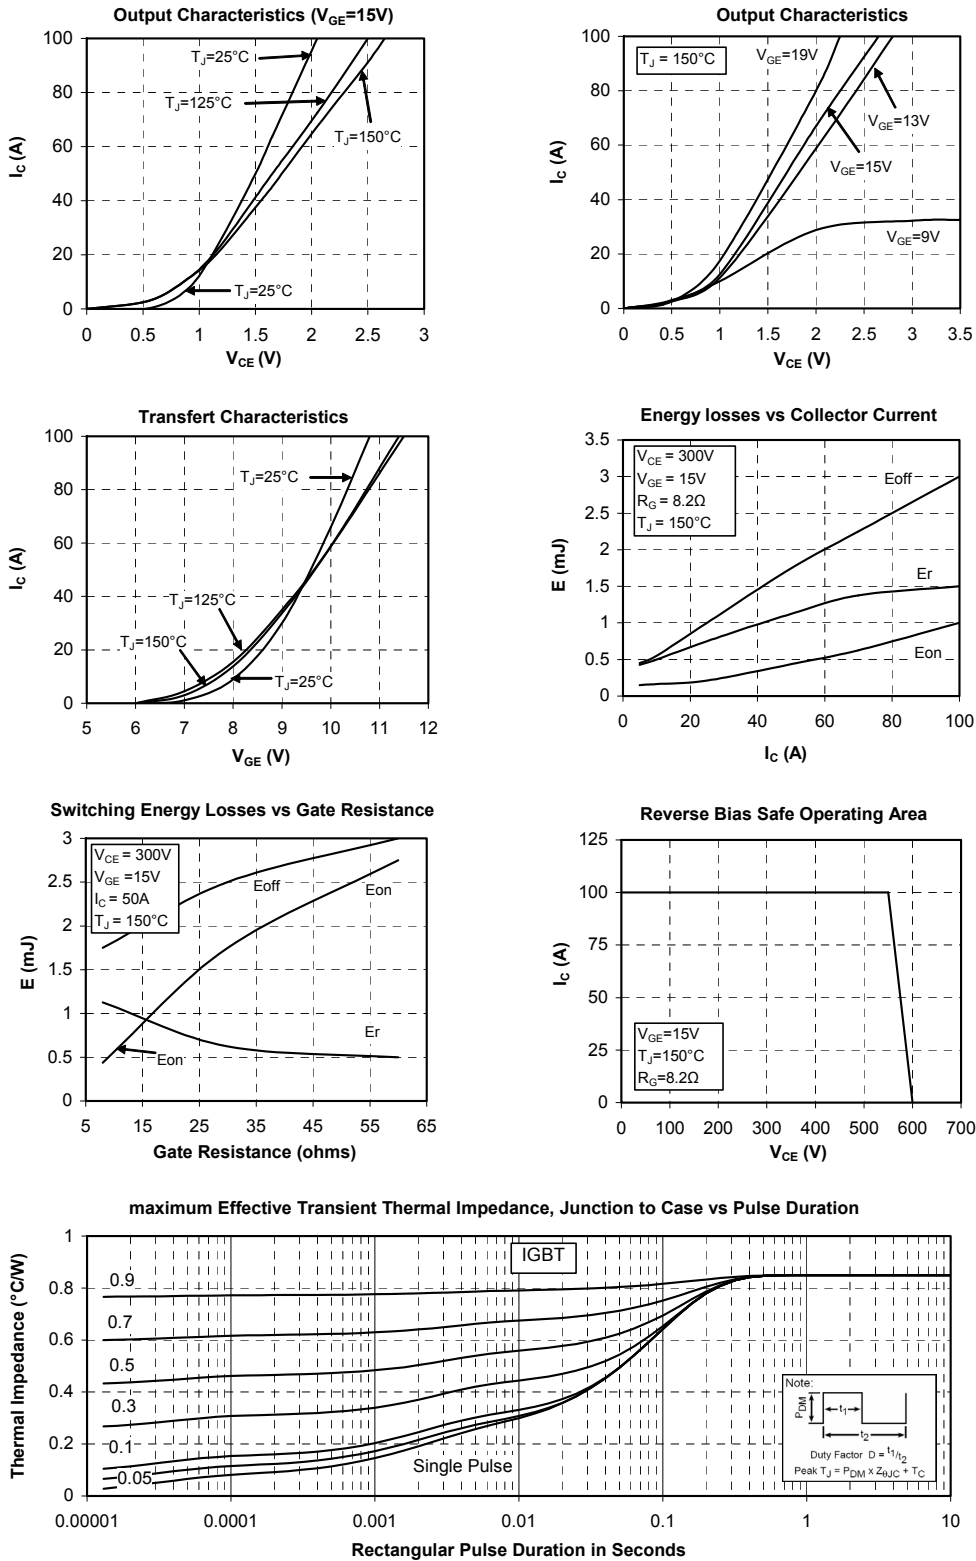 Output Characteristics (VGE=15V)
TJ=25°C
TJ=125°C
TJ=150°C
TJ=25°C
100
80
60
40
20
0
IC (A)
0 0.5 1 1.5 2 2.5 3
VCE (V)
Output Characteristics
TJ = 150°C
VGE=19V
VGE=13V
VGE=15V
VGE=9V
100
80
60
40
20
0
IC (A)
0 0.5 1 1.5 2 2.5 3 3.5
VCE (V)
Transfert Characteristics
TJ=25°C
TJ=125°C
TJ=150°C
TJ=25°C
100
80
60
40
20
0
IC (A)
5 6 7 8 9 10 11 12
VGE (V)
Energy losses vs Collector Current
VCE = 300V
VGE = 15V
RG = 8.2Ω
TJ = 150°C
Eoff
Er
Eon
3.5
3
2.5
2
1.5
1
0.5
0
E (mJ)
0 20 40 60 80 100
IC (A)
Switching Energy Losses vs Gate Resistance
VCE = 300V
VGE =15V
IC = 50A
TJ = 150°C
Eoff
Eon
Er
Eon
3
2.5
2
1.5
1
0.5
0
E (mJ)
5 15 25 35 45 55 65
Gate Resistance (ohms)
Reverse Bias Safe Operating Area
VGE=15V
TJ=150°C
RG=8.2Ω
125
100
75
50
25
0
IC (A)
0 100 200 300 400 500 600 700
VCE (V)
maximum Effective Transient Thermal Impedance, Junction to Case vs Pulse Duration
IGBT
0.9
0.7
0.5
0.3
0.1
0.05
Single Pulse
1
0.8
0.6
0.4
0.2
0
Thermal Impedance (°C/W)
Note:
PDM
t1
t2
Duty Factor D = t1/t2
Peak TJ = PDM x ZθJC + TC
0.00001 0.0001 0.001 0.01 0.1 1 10
Rectangular Pulse Duration in Seconds